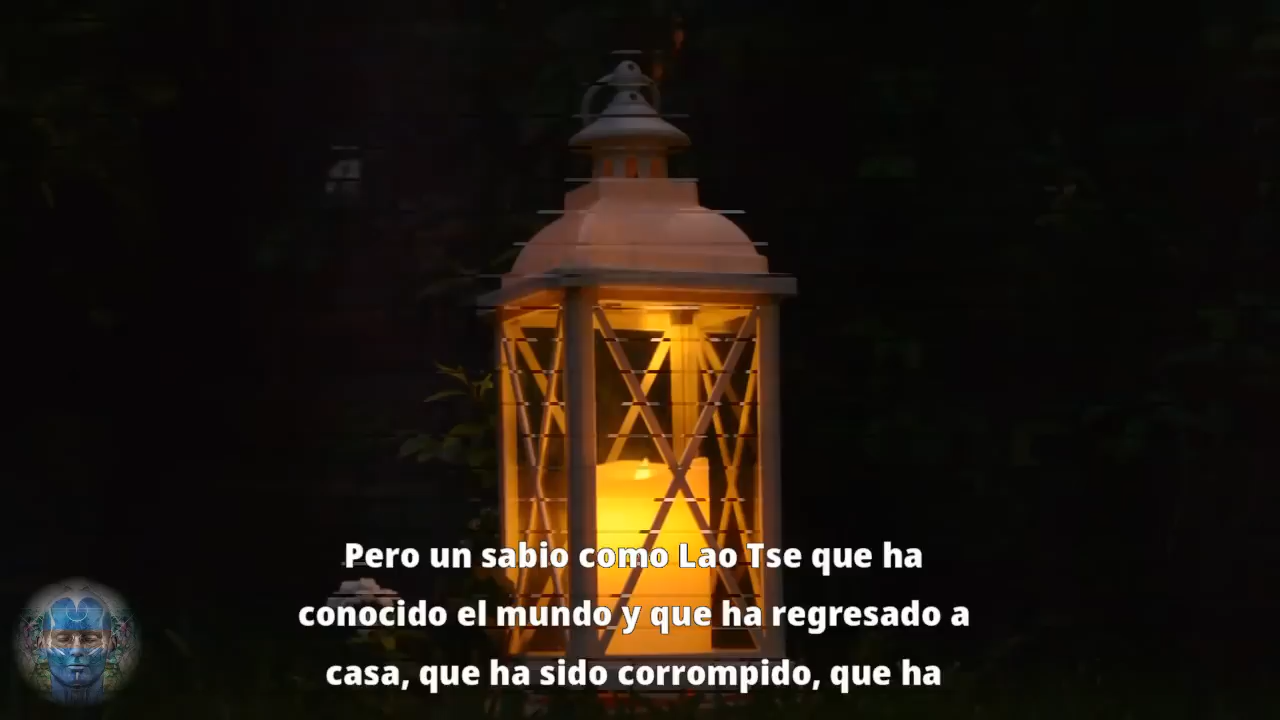 Pero un sabio como Lao Tse que ha
conocido el mundo y que ha regresado a
casa, que ha sido corrompido, que ha